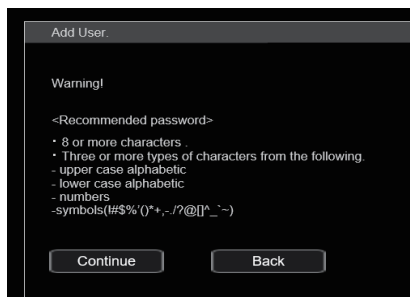 Add User.
Warning!
<Recommended password>
・8 or more characters .
・Three or more types of characters from the following.
- upper case alphabetic
- lower case alphabetic
- numbers
-symbols(!#$%'()*+,-./?@[]^_`~)
Continue
Back